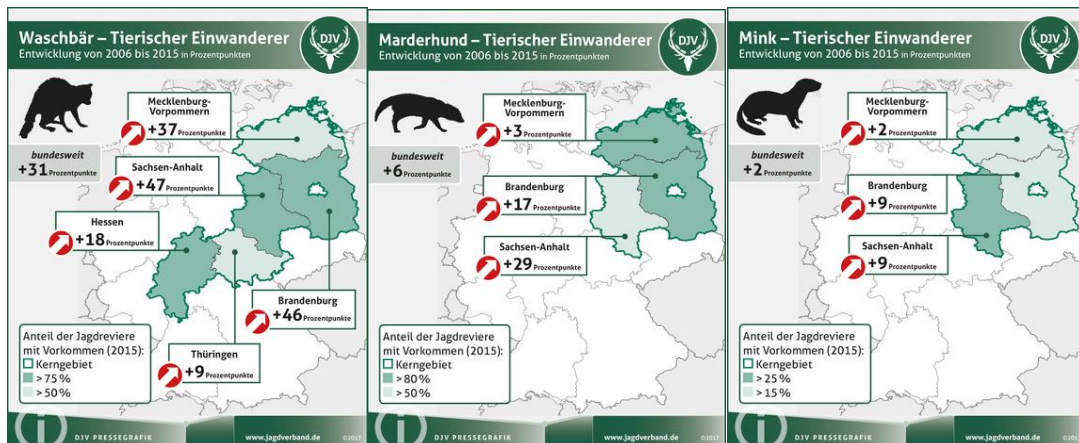 Waschbär – Tierischer Einwanderer
Entwicklung von 2006 bis 2015 in Prozentpunkten
DJV
Mecklenburg-
Vorpommern
+37 Prozentpunkte
bundesweit
+31 Prozentpunkte
Sachsen-Anhalt
+47 Prozentpunkte
Hessen
+18 Prozentpunkte
Brandenburg
+46 Prozentpunkte
Thüringen
+9 Prozentpunkte
Anteil der Jagdreviere
mit Vorkommen (2015):
Kerngebiet
> 75 %
> 50 %
DJV PRESSEGRAFIK
www.jagdverband.de
©2017
Marderhund – Tierischer Einwanderer
Entwicklung von 2006 bis 2015 in Prozentpunkten
DJV
Mecklenburg-
Vorpommern
+3 Prozentpunkte
bundesweit
+6 Prozentpunkte
Brandenburg
+17 Prozentpunkte
Sachsen-Anhalt
+29 Prozentpunkte
Anteil der Jagdreviere
mit Vorkommen (2015):
Kerngebiet
> 80 %
> 50 %
DJV PRESSEGRAFIK
www.jagdverband.de
©2017
Mink – Tierischer Einwanderer
Entwicklung von 2006 bis 2015 in Prozentpunkten
DJV
Mecklenburg-
Vorpommern
+2 Prozentpunkte
bundesweit
+2 Prozentpunkte
Brandenburg
+9 Prozentpunkte
Sachsen-Anhalt
+9 Prozentpunkte
Anteil der Jagdreviere
mit Vorkommen (2015):
Kerngebiet
> 25 %
> 15 %
DJV PRESSEGRAFIK
www.jagdverband.de
©2017